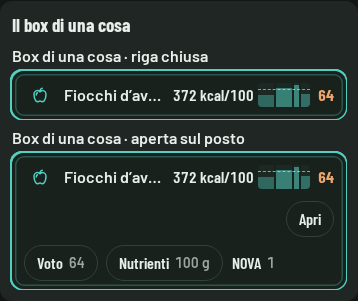 Il box di una cosa
Box di una cosa · riga chiusa
Fiocchi d’av… 372 kcal/100 64
Box di una cosa · aperta sul posto
Fiocchi d’av… 372 kcal/100 64
Apri
Voto 64 Nutrienti 100 g NOVA 1